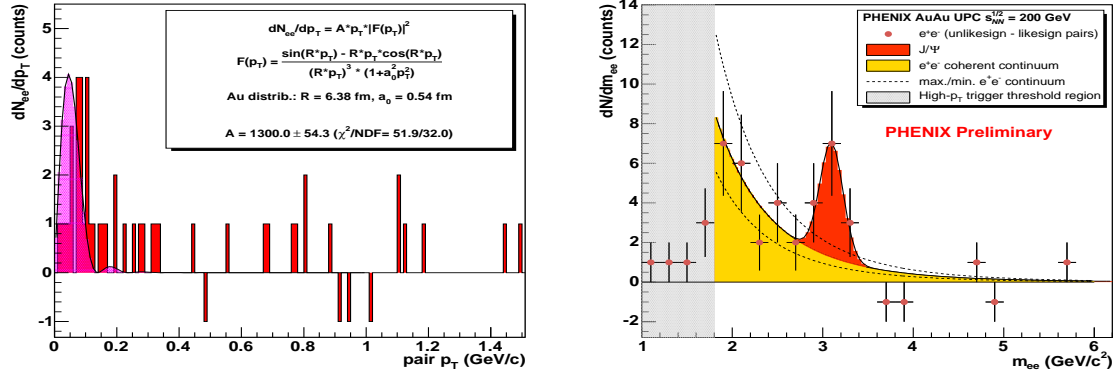 dN_ee/dp_T (counts)
5
4
3
2
1
0
-1
dN_ee/dp_T = A*p_T*|F(p_T)|^2
F(p_T) = sin(R*p_T) - R*p_T*cos(R*p_T) / (R*p_T)^3 * (1+a_0^2p_T^2)
Au distrib.: R = 6.38 fm, a_0 = 0.54 fm
A = 1300.0 ± 54.3 (χ^2/NDF= 51.9/32.0)
0 0.2 0.4 0.6 0.8 1 1.2 1.4
pair p_T (GeV/c)
dN/dm_ee (counts)
14
12
10
8
6
4
2
0
-2
PHENIX AuAu UPC s_NN^1/2 = 200 GeV
e+e- (unlikesign - likesign pairs)
J/Ψ
e+e- coherent continuum
max./min. e+e- continuum
High-p_T trigger threshold region
PHENIX Preliminary
1 2 3 4 5 6
m_ee (GeV/c^2)